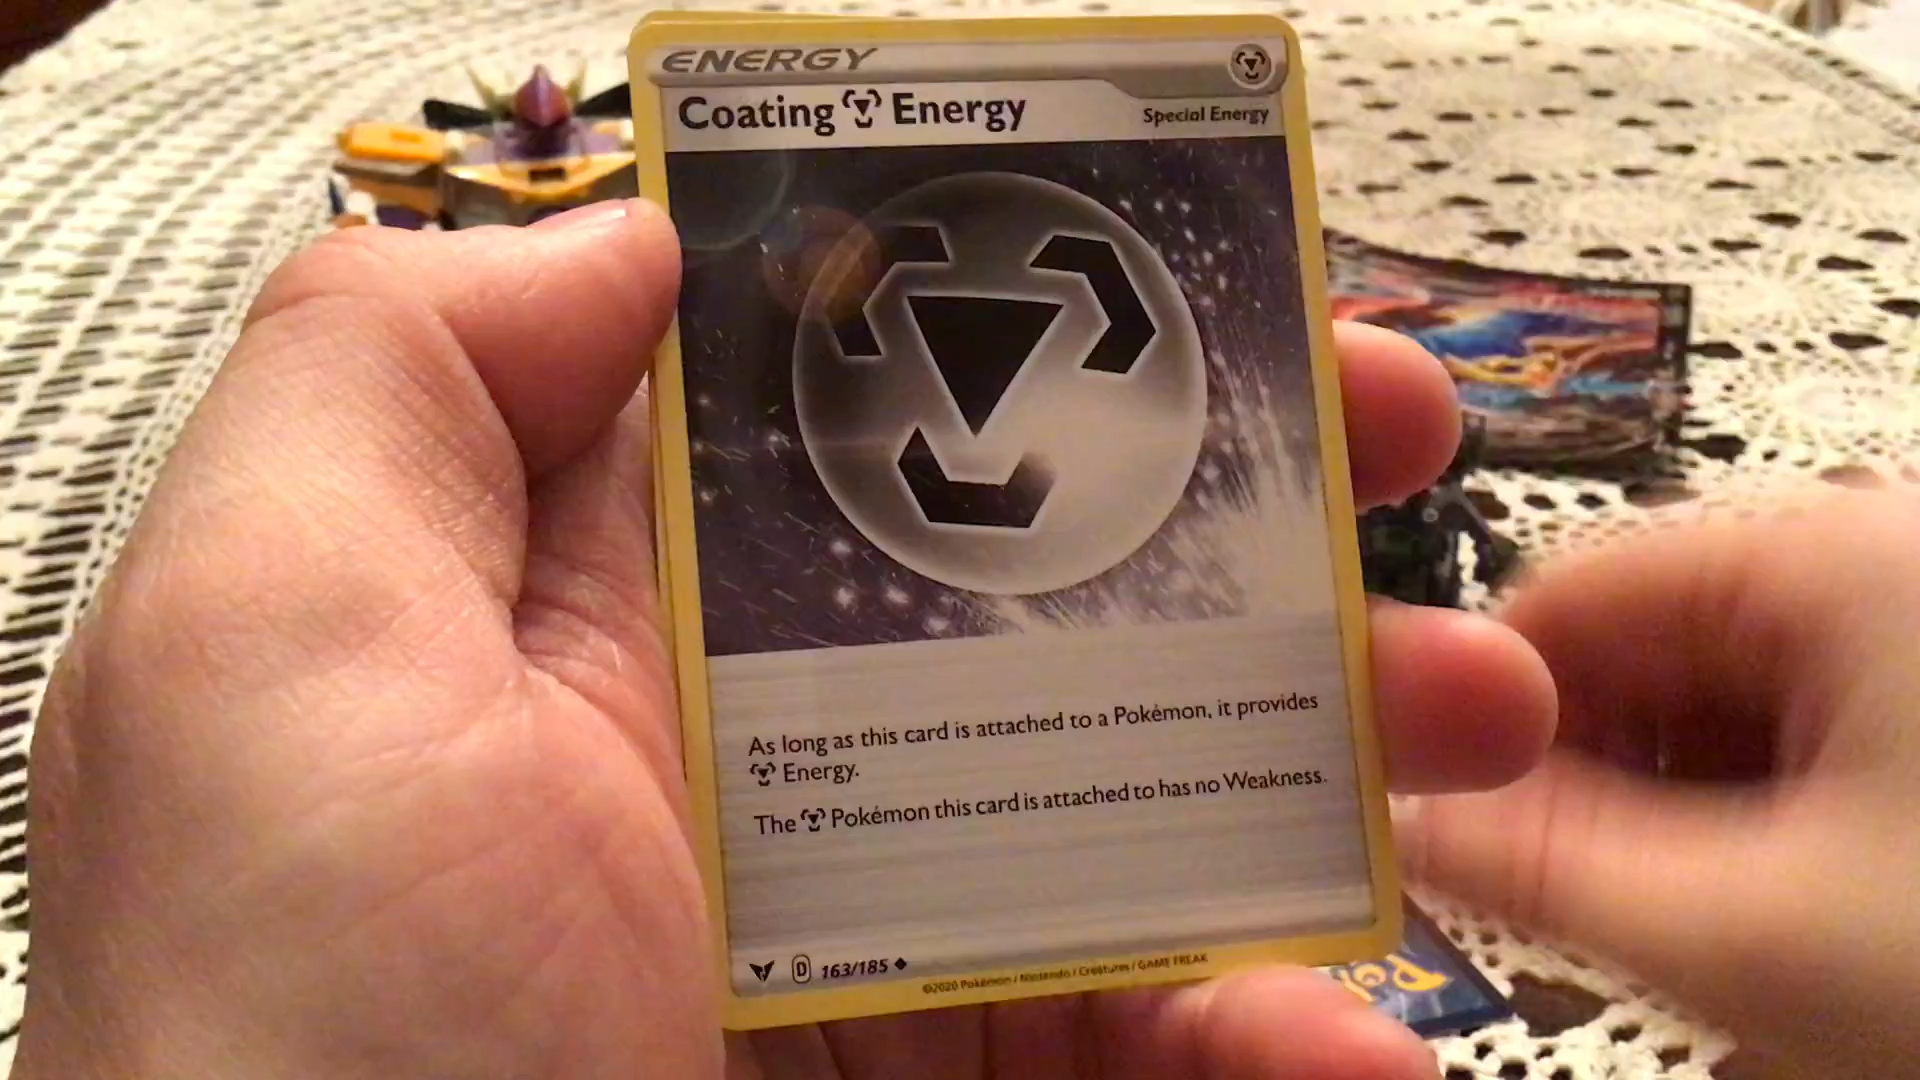 ENERGY
Coating Energy
Special Energy
As long as this card is attached to a Pokémon, it provides
Energy.
The Pokémon this card is attached to has no Weakness.
D 163/185
©2020 Pokémon / Nintendo / Creatures / GAME FREAK